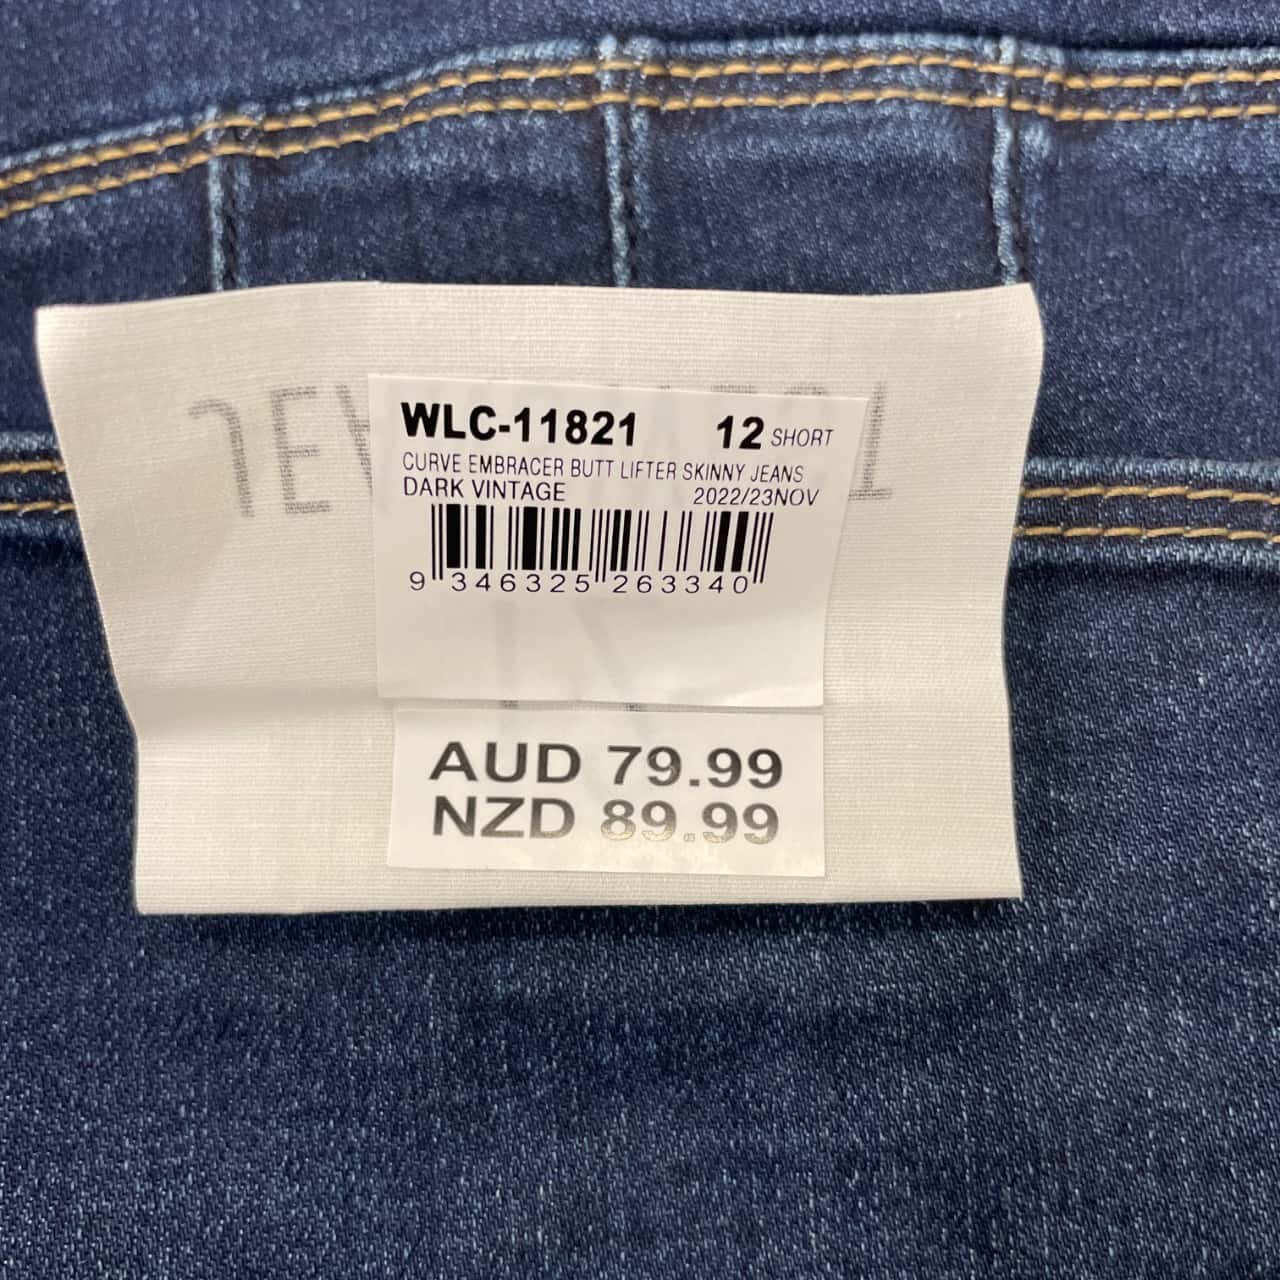 WLC-11821 12 SHORT
CURVE EMBRACER BUTT LIFTER SKINNY JEANS
DARK VINTAGE 2022/23NOV
9 346325 263340
AUD 79.99
NZD 89.99